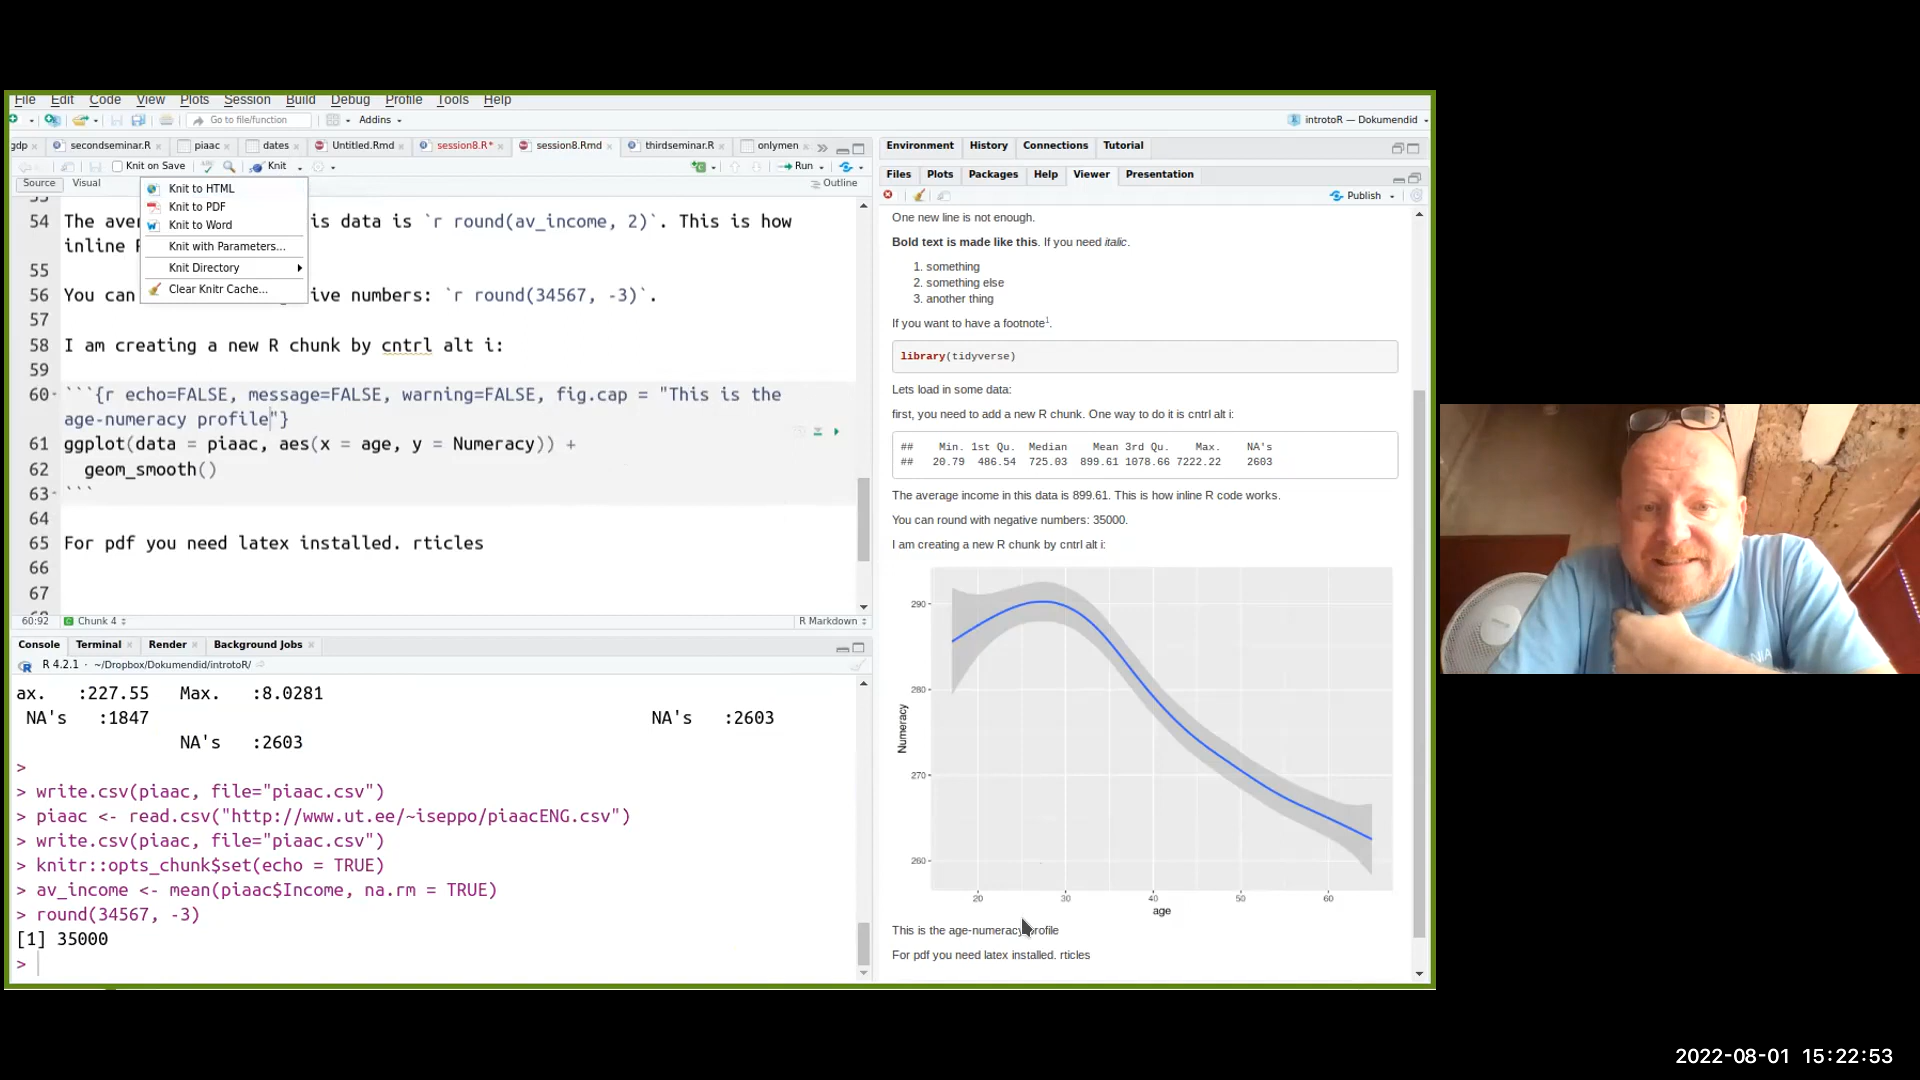 File Edit Code View Plots Session Build Debug Profile Tools Help
Go to file/function Addins introtoR — Dokumendid
gdp secondseminar.R piaac dates Untitled.Rmd session8.R* session8.Rmd thirdseminar.R onlymen
Knit on Save Knit Run
Source Visual Outline
Knit to HTML
Knit to PDF
Knit to Word
Knit with Parameters...
Knit Directory
Clear Knitr Cache...
54 The aver is data is `r round(av_income, 2)`. This is how
inline
55
56 You can ive numbers: `r round(34567, -3)`.
57
58 I am creating a new R chunk by cntrl alt i:
59
60 ```{r echo=FALSE, message=FALSE, warning=FALSE, fig.cap = "This is the
age-numeracy profile"}
61 ggplot(data = piaac, aes(x = age, y = Numeracy)) +
62 geom_smooth()
63 ```
64
65 For pdf you need latex installed. rticles
66
67
60:92 Chunk 4 R Markdown
Console Terminal Render Background Jobs
R 4.2.1 · ~/Dropbox/Dokumendid/introtoR/
ax. :227.55 Max. :8.0281
NA's :1847 NA's :2603
NA's :2603
>
> write.csv(piaac, file="piaac.csv")
> piaac <- read.csv("http://www.ut.ee/~iseppo/piaacENG.csv")
> write.csv(piaac, file="piaac.csv")
> knitr::opts_chunk$set(echo = TRUE)
> av_income <- mean(piaac$Income, na.rm = TRUE)
> round(34567, -3)
[1] 35000
>
Environment History Connections Tutorial
Files Plots Packages Help Viewer Presentation
Publish
One new line is not enough.
Bold text is made like this. If you need italic.
1. something
2. something else
3. another thing
If you want to have a footnote1.
library(tidyverse)
Lets load in some data:
first, you need to add a new R chunk. One way to do it is cntrl alt i:
## Min. 1st Qu. Median Mean 3rd Qu. Max. NA's
## 20.79 486.54 725.03 899.61 1078.66 7222.22 2603
The average income in this data is 899.61. This is how inline R code works.
You can round with negative numbers: 35000.
I am creating a new R chunk by cntrl alt i:
290
280
270
260
Numeracy
20 30 40 50 60
age
This is the age-numeracy profile
For pdf you need latex installed. rticles
2022-08-01 15:22:53